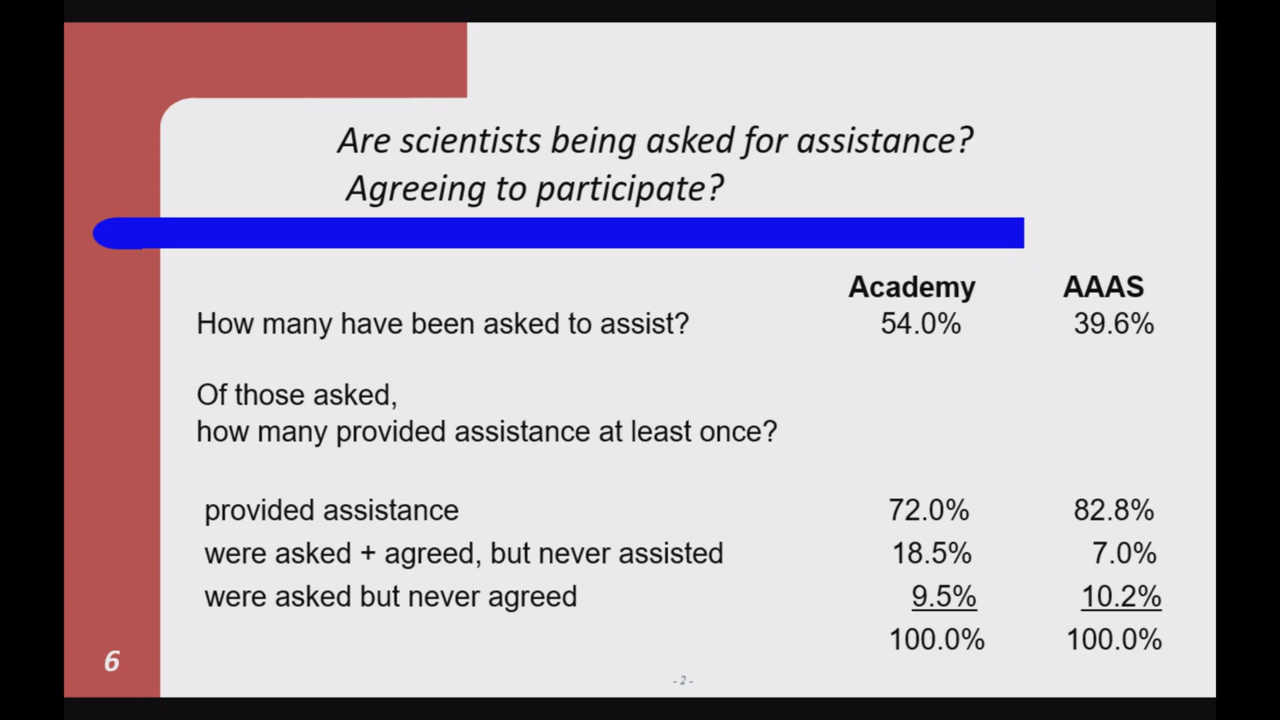 Are scientists being asked for assistance?
Agreeing to participate?
Academy AAAS
How many have been asked to assist? 54.0% 39.6%
Of those asked,
how many provided assistance at least once?
provided assistance 72.0% 82.8%
were asked + agreed, but never assisted 18.5% 7.0%
were asked but never agreed 9.5% 10.2%
100.0% 100.0%
6
- 2 -